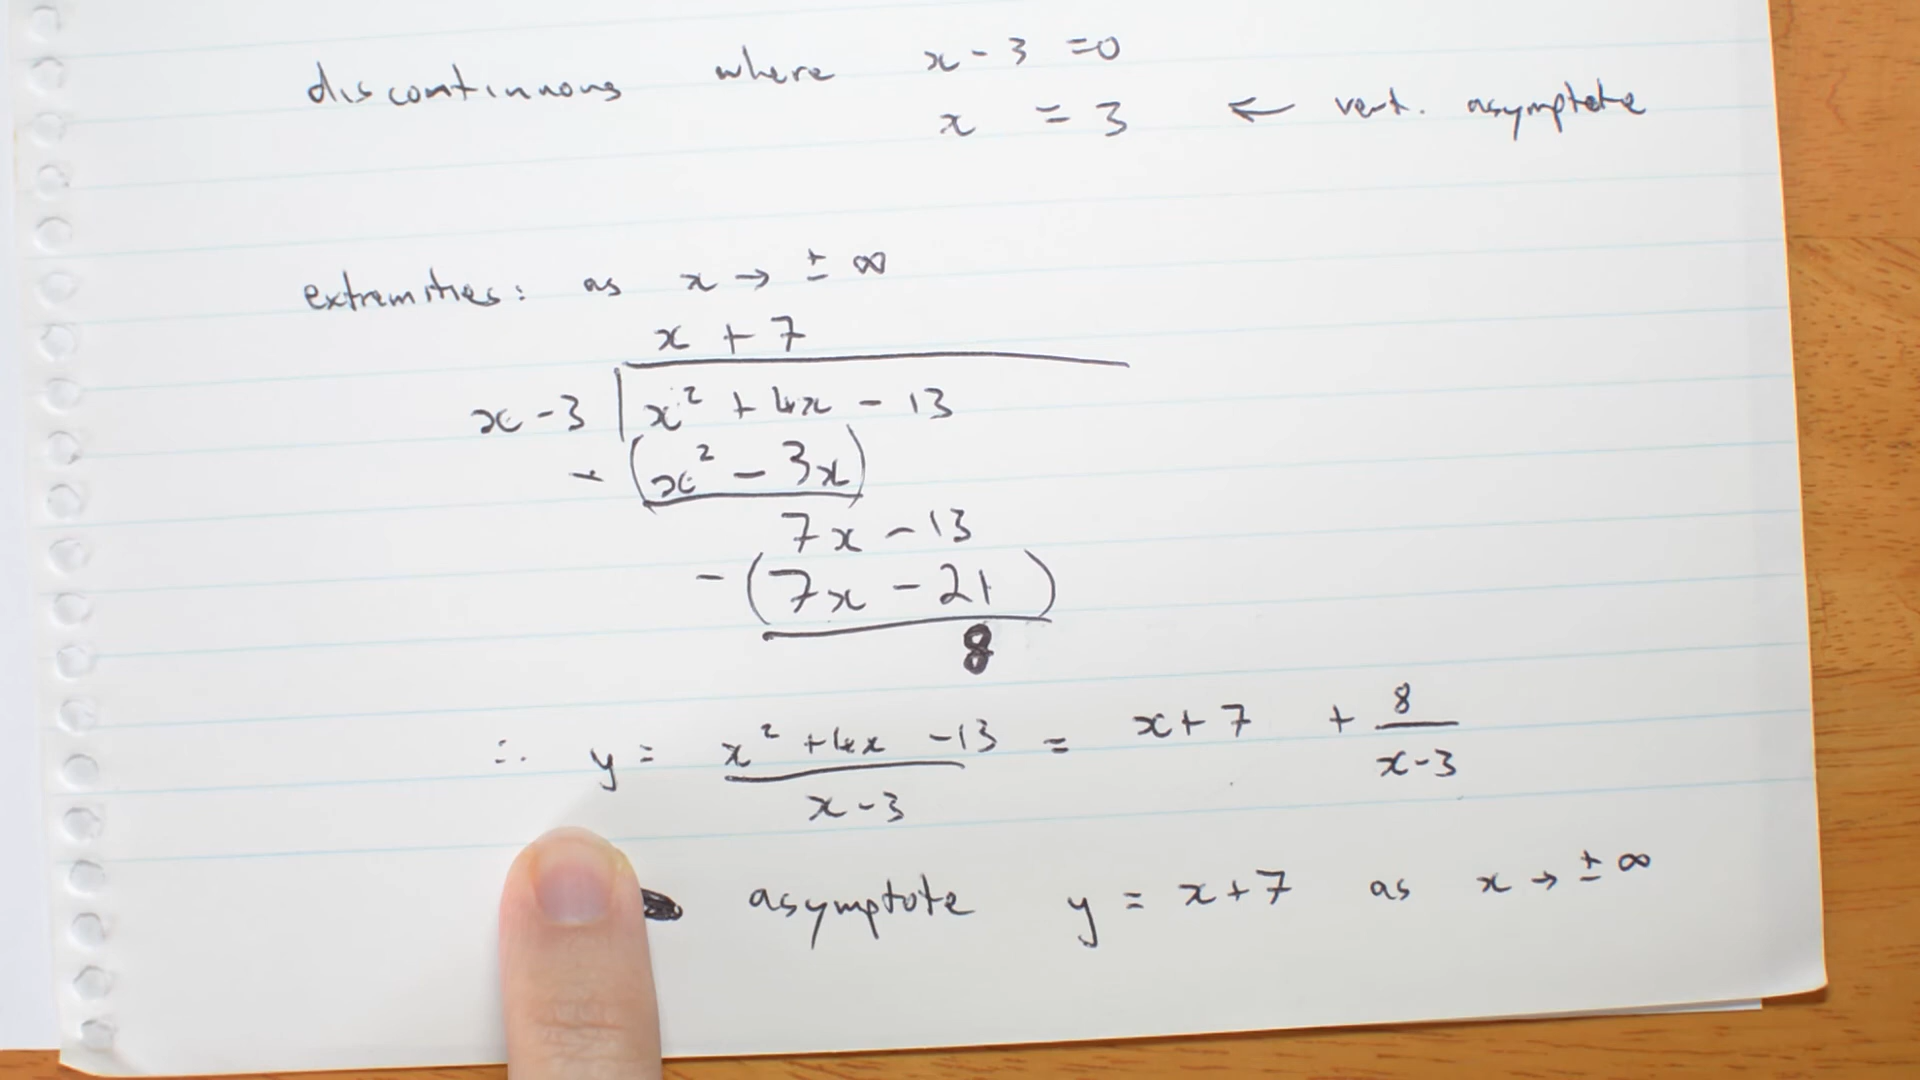 discontinuous where x - 3 = 0
x = 3 ← vert. asymptote
extremities: as x → ± ∞
x + 7
x - 3 x² + 4x - 13
- (x² - 3x)
7x - 13
- (7x - 21)
8
∴ y = x² + 4x - 13 / x - 3 = x + 7 + 8 / x - 3
asymptote y = x + 7 as x → ± ∞